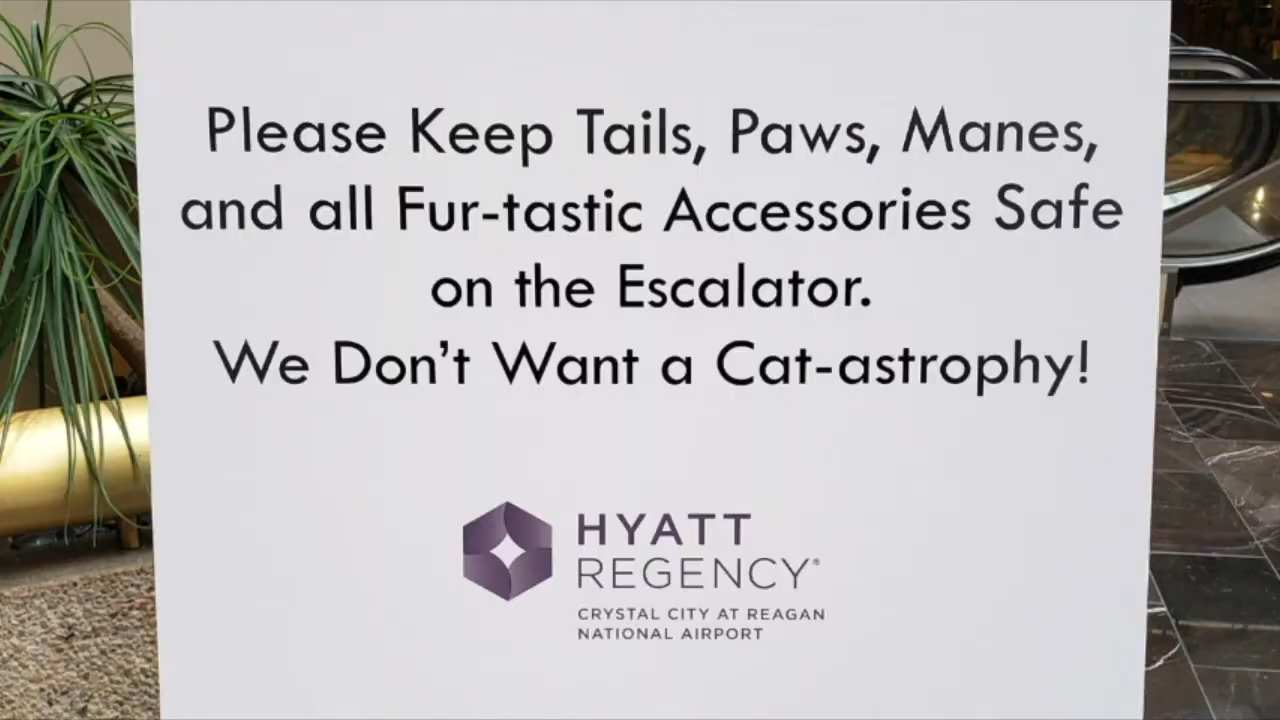 Please Keep Tails, Paws, Manes,
and all Fur-tastic Accessories Safe
on the Escalator.
We Don't Want a Cat-astrophy!
HYATT
REGENCY®
CRYSTAL CITY AT REAGAN
NATIONAL AIRPORT